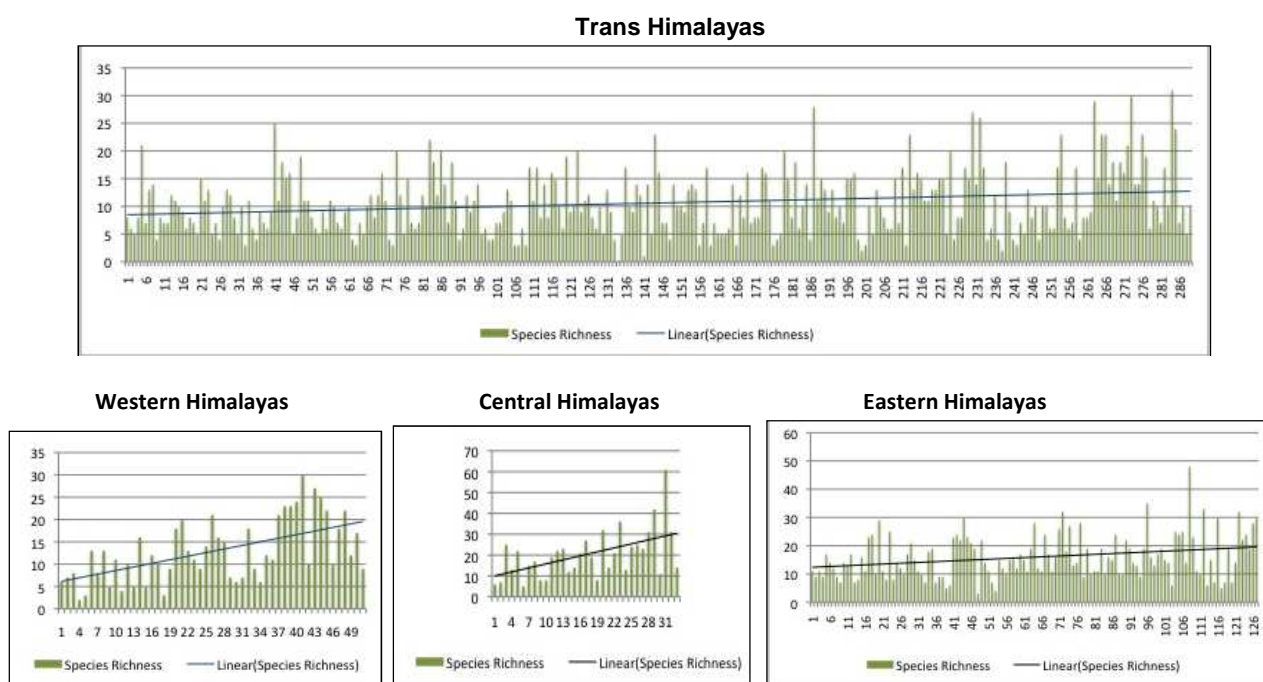 Trans Himalayas
35
30
25
20
15
10
5
0
1 6 11 16 21 26 31 36 41 46 51 56 61 66 71 76 81 86 91 96 101 106 111 116 121 126 131 136 141 146 151 156 161 166 171 176 181 186 191 196 201 206 211 216 221 226 231 236 241 246 251 256 261 266 271 276 281 286
Species Richness Linear(Species Richness)
Western Himalayas
35
30
25
20
15
10
5
0
1 4 7 10 13 16 19 22 25 28 31 34 37 40 43 46 49
Species Richness Linear(Species Richness)
Central Himalayas
70
60
50
40
30
20
10
0
1 4 7 10 13 16 19 22 25 28 31
Species Richness Linear(Species Richness)
Eastern Himalayas
60
50
40
30
20
10
0
1 6 11 16 21 26 31 36 41 46 51 56 61 66 71 76 81 86 91 96 101 106 111 116 121 126
Species Richness Linear(Species Richness)